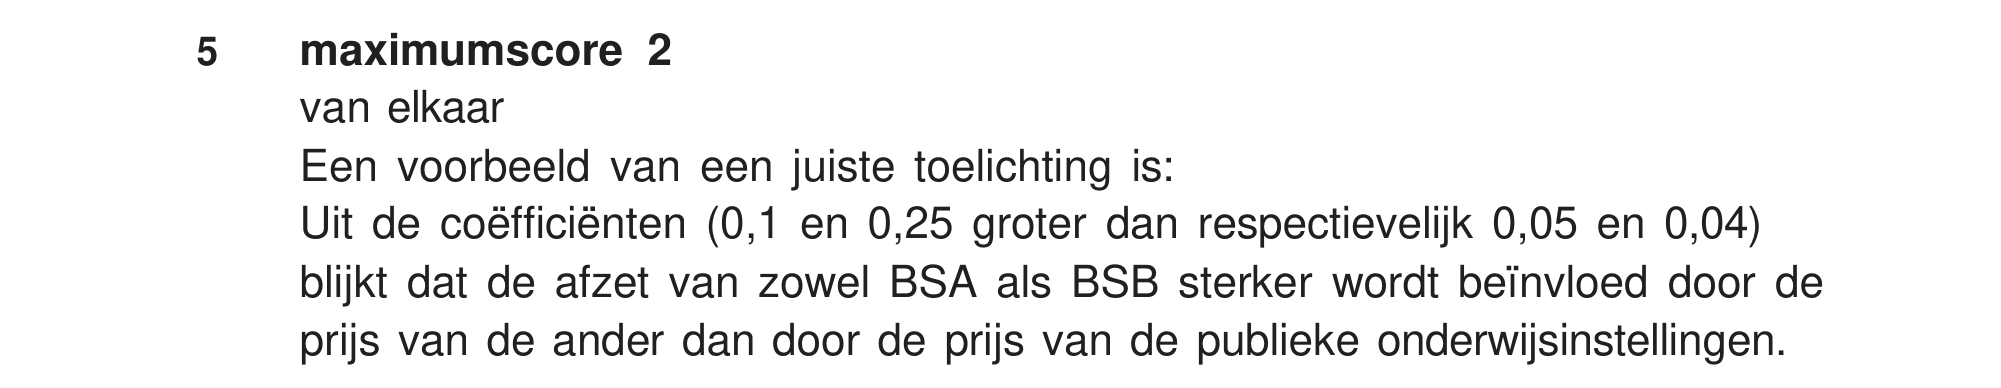 5 maximumscore 2
van elkaar
Een voorbeeld van een juiste toelichting is:
Uit de coëfficiënten (0,1 en 0,25 groter dan respectievelijk 0,05 en 0,04)
blijkt dat de afzet van zowel BSA als BSB sterker wordt beïnvloed door de
prijs van de ander dan door de prijs van de publieke onderwijsinstellingen.